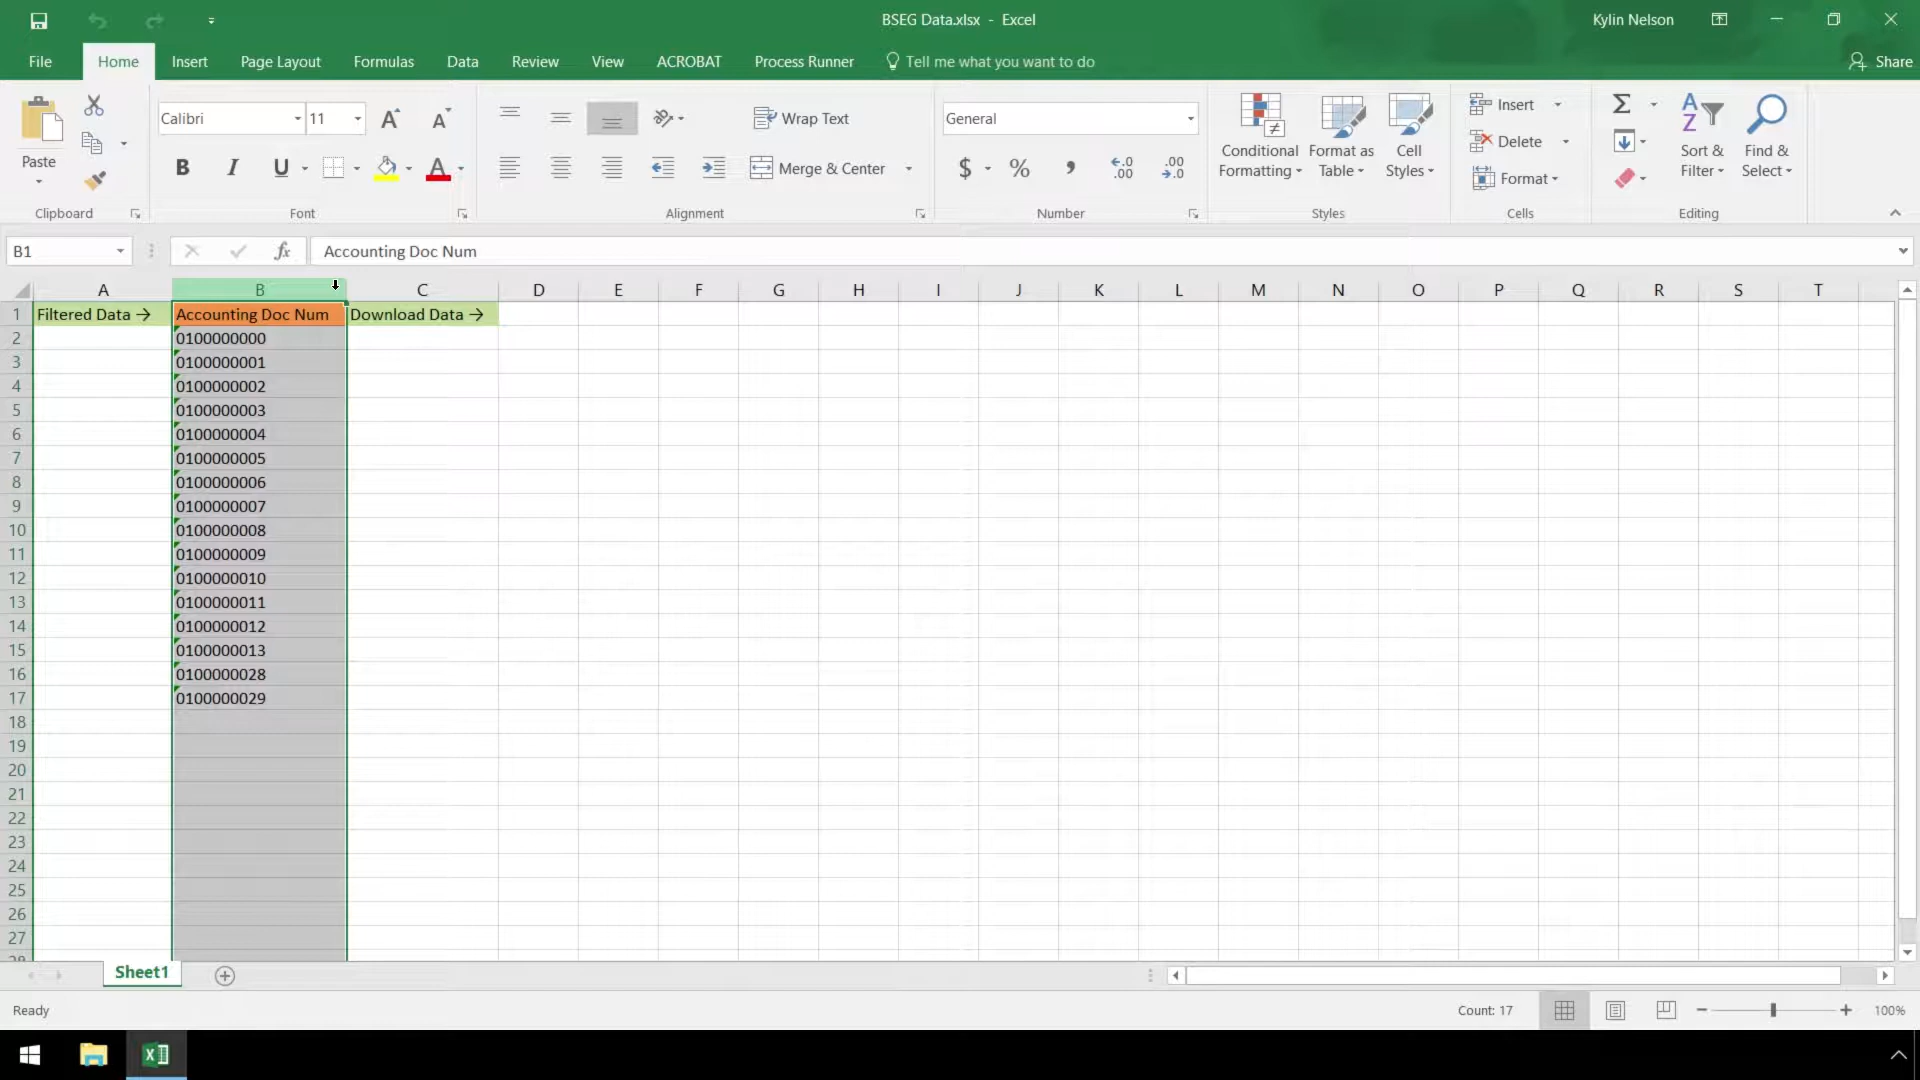 BSEG Data.xlsx - Excel
Kylin Nelson
File Home Insert Page Layout Formulas Data Review View ACROBAT Process Runner Tell me what you want to do Share
Paste
Clipboard
Calibri 11
B I U A
Font
Wrap Text
Merge & Center
Alignment
General
$ % , ←.0 .00 .00 →.0
Number
Conditional Formatting
Format as Table
Cell Styles
Styles
Insert
Delete
Format
Cells
Σ
Sort & Filter
Find & Select
Editing
B1 fx Accounting Doc Num
A B C D E F G H I J K L M N O P Q R S T
1 Filtered Data → Accounting Doc Num Download Data →
2 0100000000
3 0100000001
4 0100000002
5 0100000003
6 0100000004
7 0100000005
8 0100000006
9 0100000007
10 0100000008
11 0100000009
12 0100000010
13 0100000011
14 0100000012
15 0100000013
16 0100000028
17 0100000029
18
19
20
21
22
23
24
25
26
27
28
Sheet1
Ready Count: 17 100%